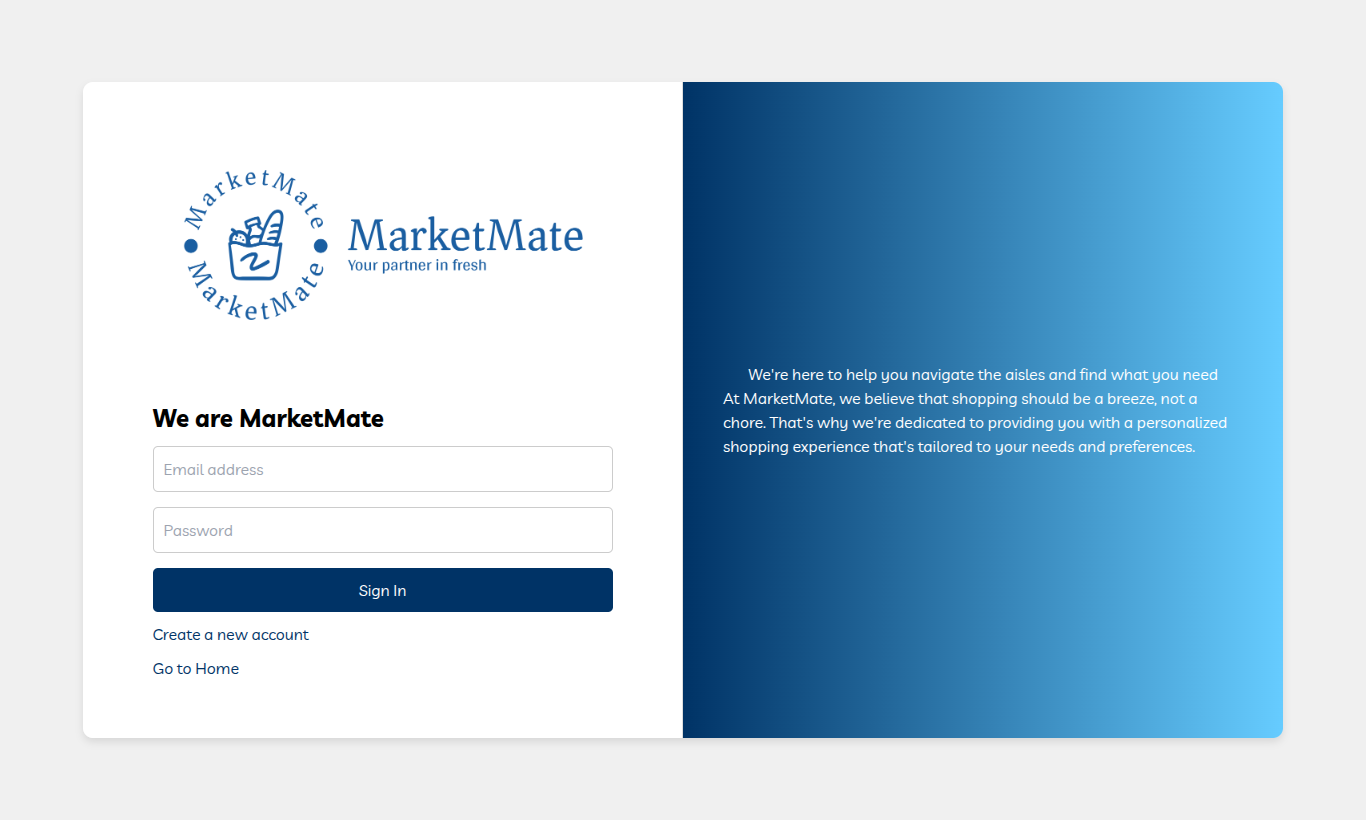 MarketMate
MarketMate
MarketMate
Your partner in fresh
We are MarketMate
Email address
Password
Sign In
Create a new account
Go to Home
We're here to help you navigate the aisles and find what you need
At MarketMate, we believe that shopping should be a breeze, not a
chore. That's why we're dedicated to providing you with a personalized
shopping experience that's tailored to your needs and preferences.